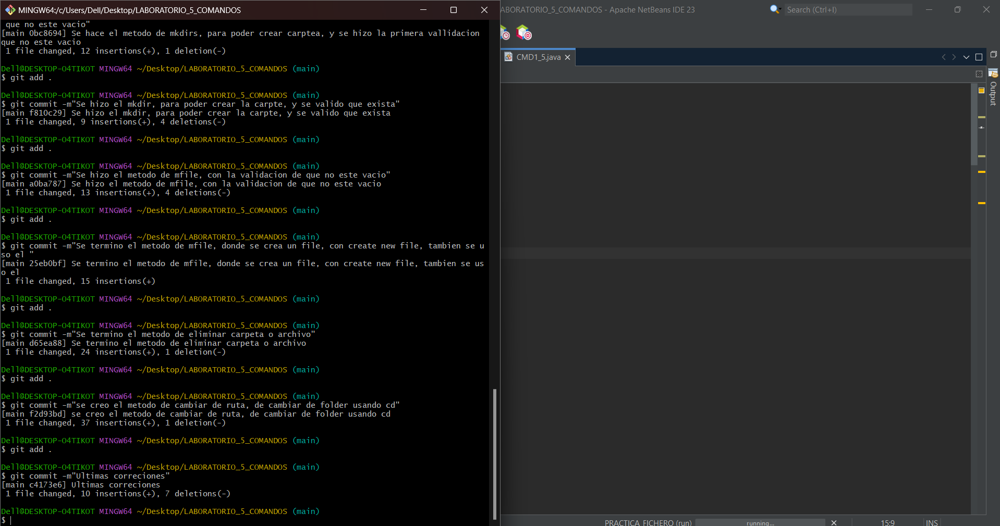 MINGW64:/c/Users/Dell/Desktop/LABORATORIO_5_COMANDOS
que no este vacio"
[main 0bc8694] Se hace el metodo de mkdirs, para poder crear carptea, y se hizo la primera vallidacion
que no este vacio
1 file changed, 12 insertions(+), 1 deletion(-)
Dell@DESKTOP-O4TIKOT MINGW64 ~/Desktop/LABORATORIO_5_COMANDOS (main)
$ git add .
Dell@DESKTOP-O4TIKOT MINGW64 ~/Desktop/LABORATORIO_5_COMANDOS (main)
$ git commit -m"Se hizo el mkdir, para poder crear la carpte, y se valido que exista"
[main f810c29] Se hizo el mkdir, para poder crear la carpte, y se valido que exista
1 file changed, 9 insertions(+), 4 deletions(-)
Dell@DESKTOP-O4TIKOT MINGW64 ~/Desktop/LABORATORIO_5_COMANDOS (main)
$ git add .
Dell@DESKTOP-O4TIKOT MINGW64 ~/Desktop/LABORATORIO_5_COMANDOS (main)
$ git commit -m"Se hizo el metodo de mfile, con la validacion de que no este vacio"
[main a0ba787] Se hizo el metodo de mfile, con la validacion de que no este vacio
1 file changed, 13 insertions(+), 4 deletions(-)
Dell@DESKTOP-O4TIKOT MINGW64 ~/Desktop/LABORATORIO_5_COMANDOS (main)
$ git add .
Dell@DESKTOP-O4TIKOT MINGW64 ~/Desktop/LABORATORIO_5_COMANDOS (main)
$ git commit -m"Se termino el metodo de mfile, donde se crea un file, con create new file, tambien se u
so el "
[main 25eb0bf] Se termino el metodo de mfile, donde se crea un file, con create new file, tambien se us
o el
1 file changed, 15 insertions(+)
Dell@DESKTOP-O4TIKOT MINGW64 ~/Desktop/LABORATORIO_5_COMANDOS (main)
$ git add .
Dell@DESKTOP-O4TIKOT MINGW64 ~/Desktop/LABORATORIO_5_COMANDOS (main)
$ git commit -m"Se termino el metodo de eliminar carpeta o archivo"
[main d65ea88] Se termino el metodo de eliminar carpeta o archivo
1 file changed, 24 insertions(+), 1 deletion(-)
Dell@DESKTOP-O4TIKOT MINGW64 ~/Desktop/LABORATORIO_5_COMANDOS (main)
$ git add .
Dell@DESKTOP-O4TIKOT MINGW64 ~/Desktop/LABORATORIO_5_COMANDOS (main)
$ git commit -m"se creo el metodo de cambiar de ruta, de cambiar de folder usando cd"
[main f2d93bd] se creo el metodo de cambiar de ruta, de cambiar de folder usando cd
1 file changed, 37 insertions(+), 1 deletion(-)
Dell@DESKTOP-O4TIKOT MINGW64 ~/Desktop/LABORATORIO_5_COMANDOS (main)
$ git add .
Dell@DESKTOP-O4TIKOT MINGW64 ~/Desktop/LABORATORIO_5_COMANDOS (main)
$ git commit -m"Ultimas correciones"
[main c4173e6] Ultimas correciones
1 file changed, 10 insertions(+), 7 deletions(-)
Dell@DESKTOP-O4TIKOT MINGW64 ~/Desktop/LABORATORIO_5_COMANDOS (main)
$
ABORATORIO_5_COMANDOS - Apache NetBeans IDE 23
Search (Ctrl+I)
CMD1_5.java
Output
PRACTICA_FICHERO (run)
running...
15:9
INS